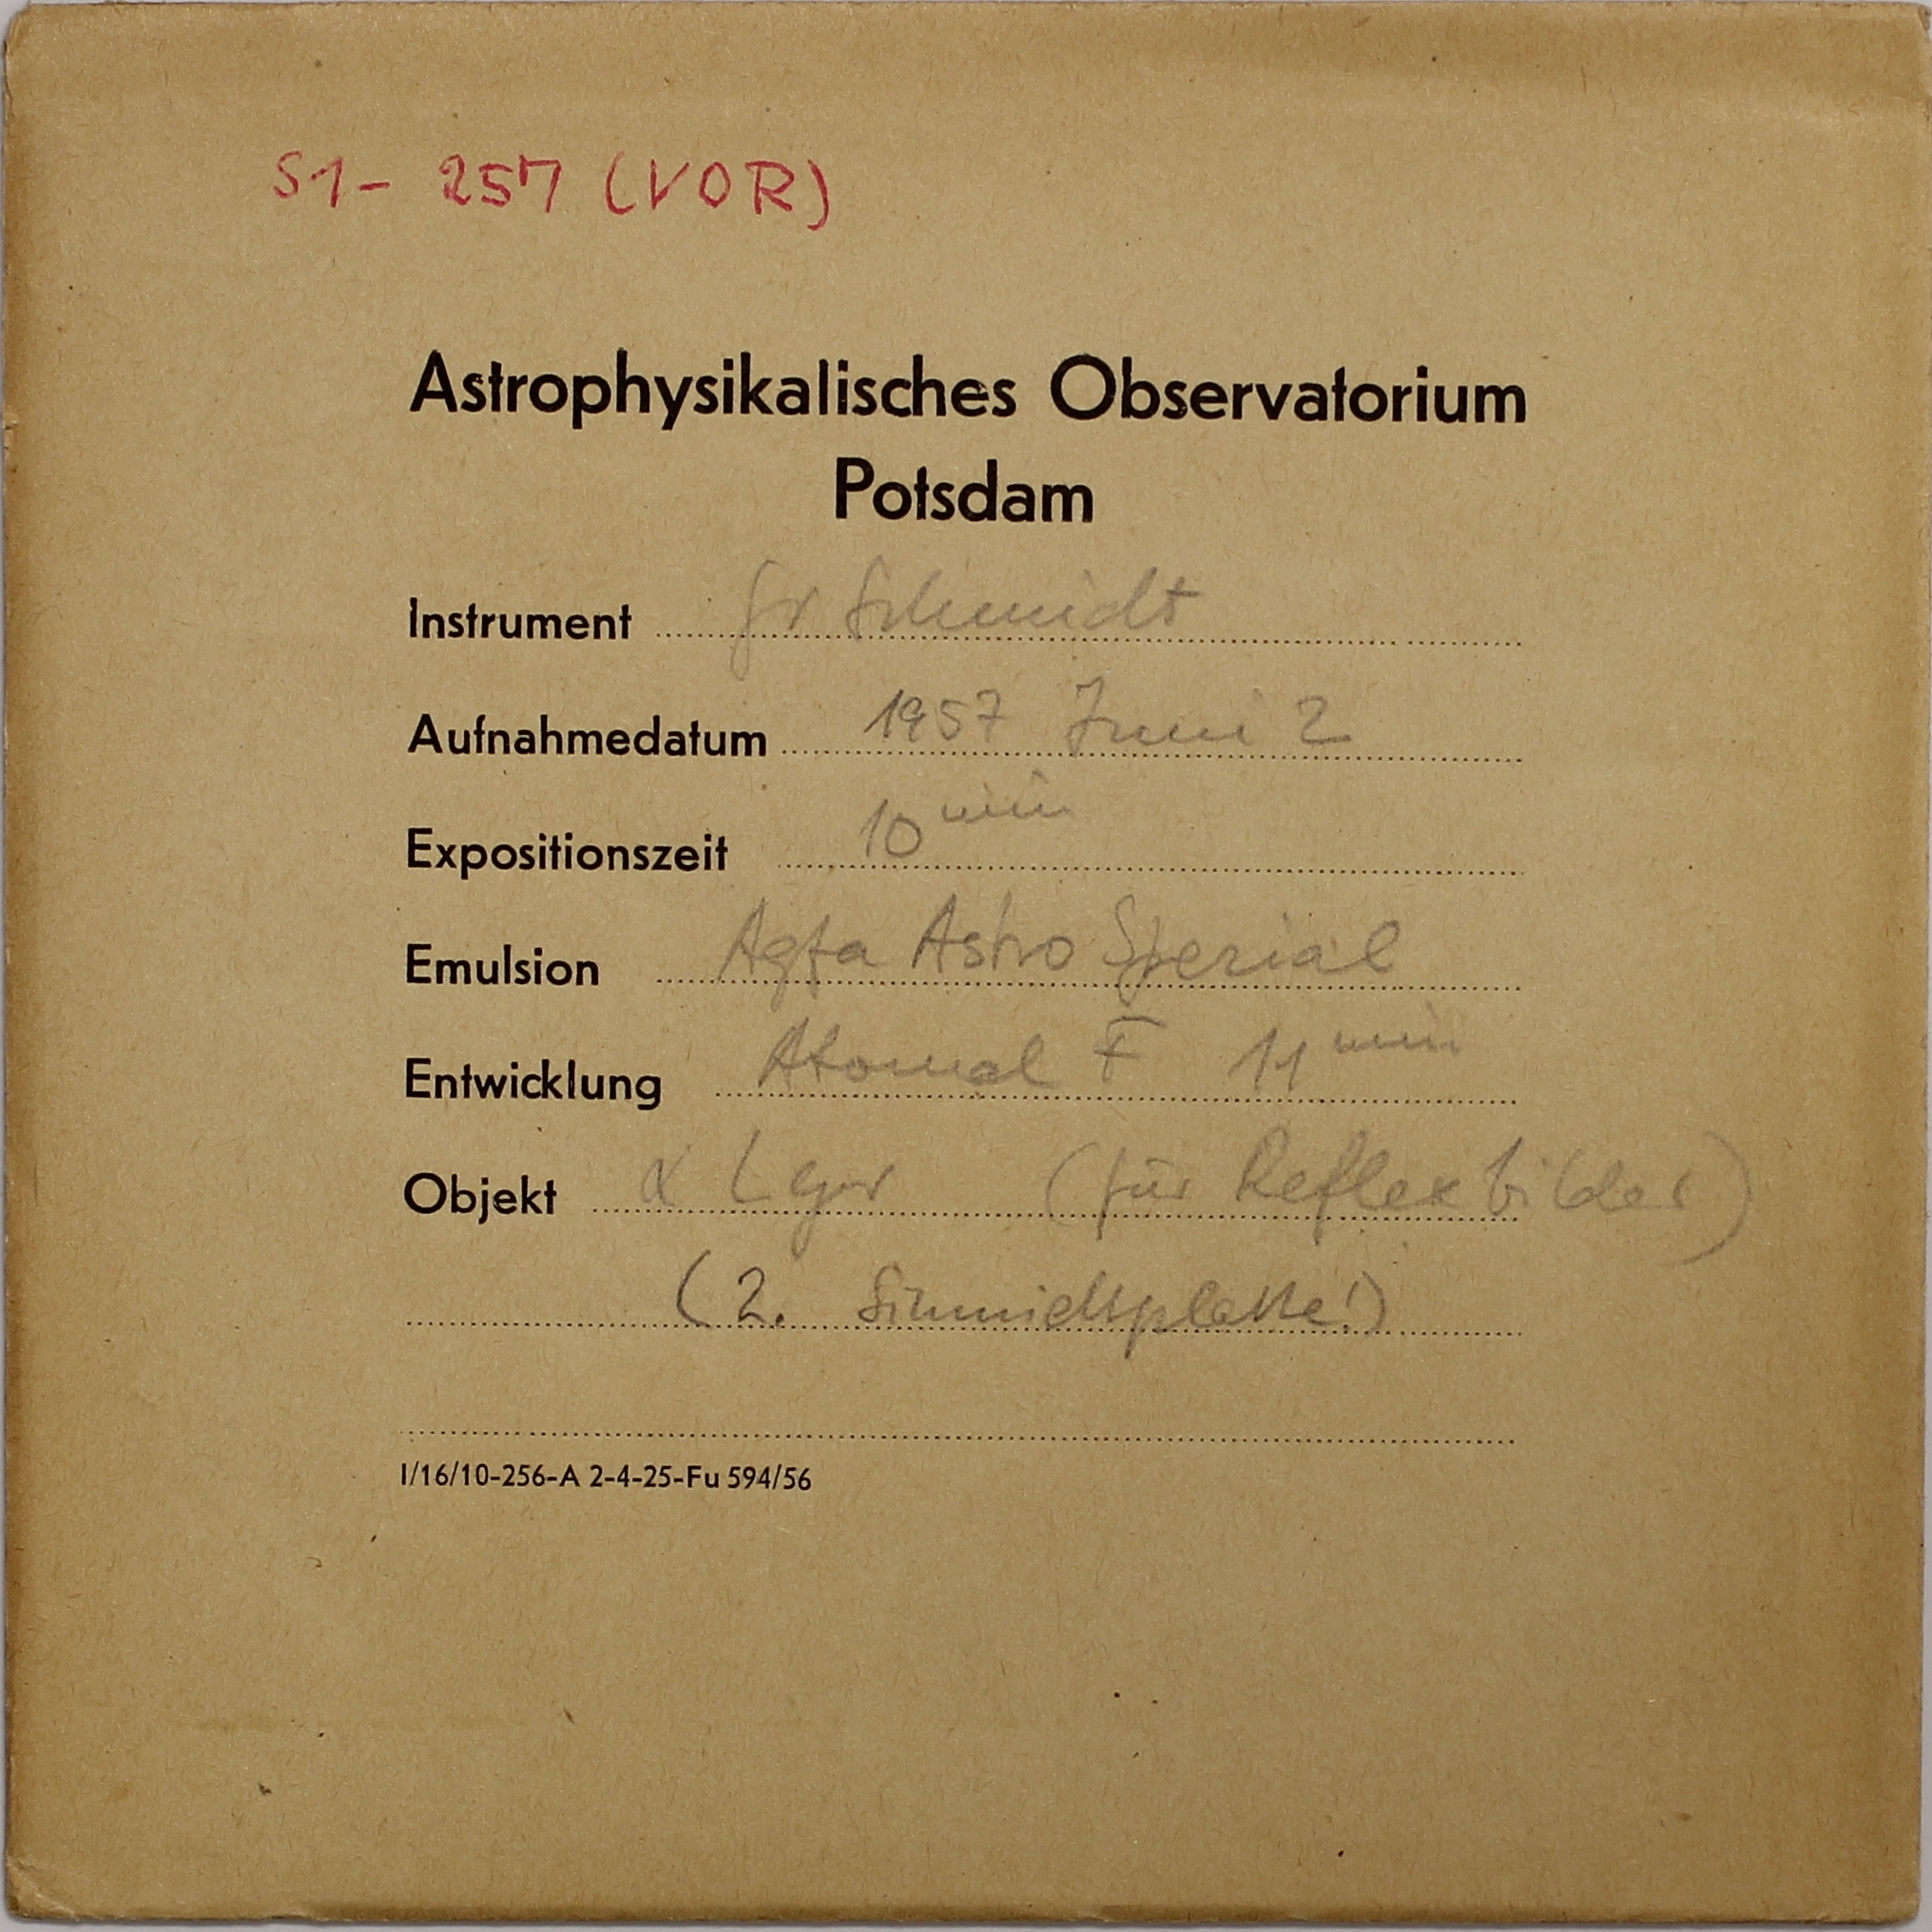 S1- 257 (VOR)
Astrophysikalisches Observatorium
Potsdam
Instrument Gr Schmidt
Aufnahmedatum 1957 Juni 2
Expositionszeit 10 min
Emulsion Agfa Astro Spezial
Entwicklung Atomal F 11 min
Objekt α (für Reflexbilder)
(2. Schmidtplatte!)
I/16/10-256-A 2-4-25-Fu 594/56